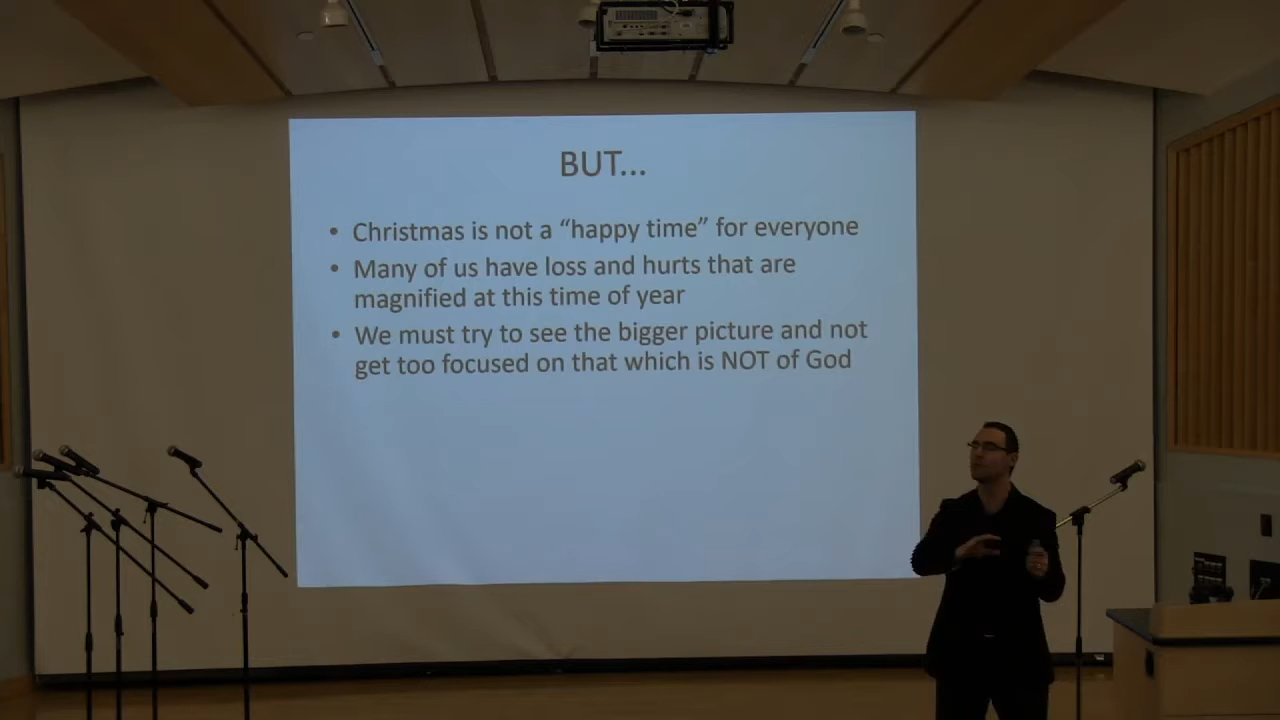 BUT...
• Christmas is not a “happy time” for everyone
• Many of us have loss and hurts that are
magnified at this time of year
• We must try to see the bigger picture and not
get too focused on that which is NOT of God